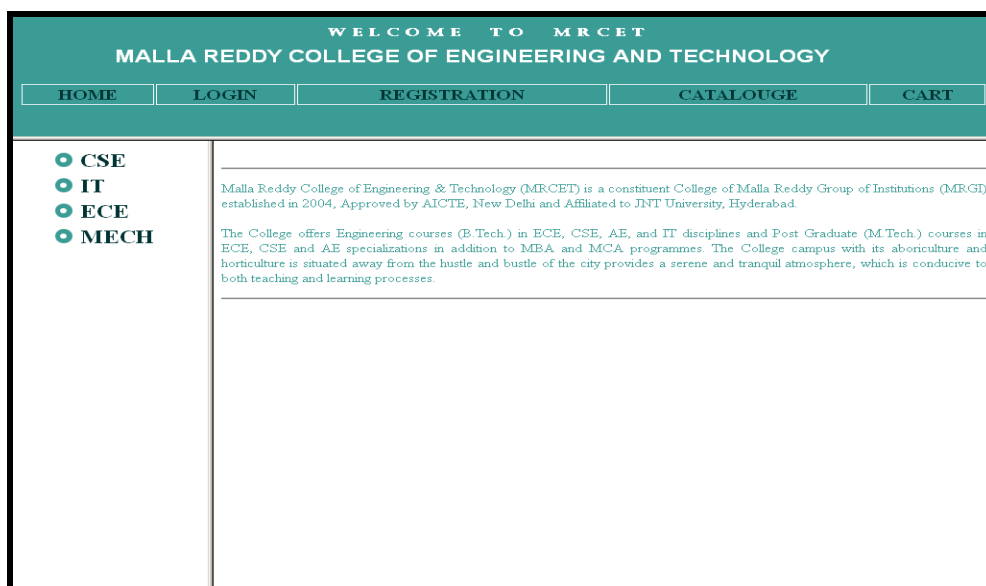 WELCOME TO MRCET
MALLA REDDY COLLEGE OF ENGINEERING AND TECHNOLOGY
HOME LOGIN REGISTRATION CATALOUGE CART
CSE
IT
ECE
MECH
Malla Reddy College of Engineering & Technology (MRCET) is a constituent College of Malla Reddy Group of Institutions (MRGI)
established in 2004, Approved by AICTE, New Delhi and Affiliated to JNT University, Hyderabad.
The College offers Engineering courses (B.Tech.) in ECE, CSE, AE, and IT disciplines and Post Graduate (M.Tech.) courses in
ECE, CSE and AE specializations in addition to MBA and MCA programmes. The College campus with its aboriculture and
horticulture is situated away from the hustle and bustle of the city provides a serene and tranquil atmosphere, which is conducive to
both teaching and learning processes.